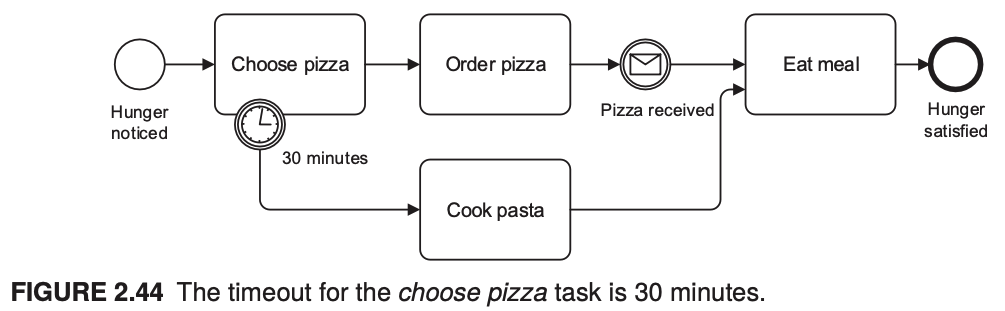 Choose pizza
Order pizza
Eat meal
Hunger
noticed
Pizza received
Hunger
satisfied
30 minutes
Cook pasta
FIGURE 2.44 The timeout for the choose pizza task is 30 minutes.